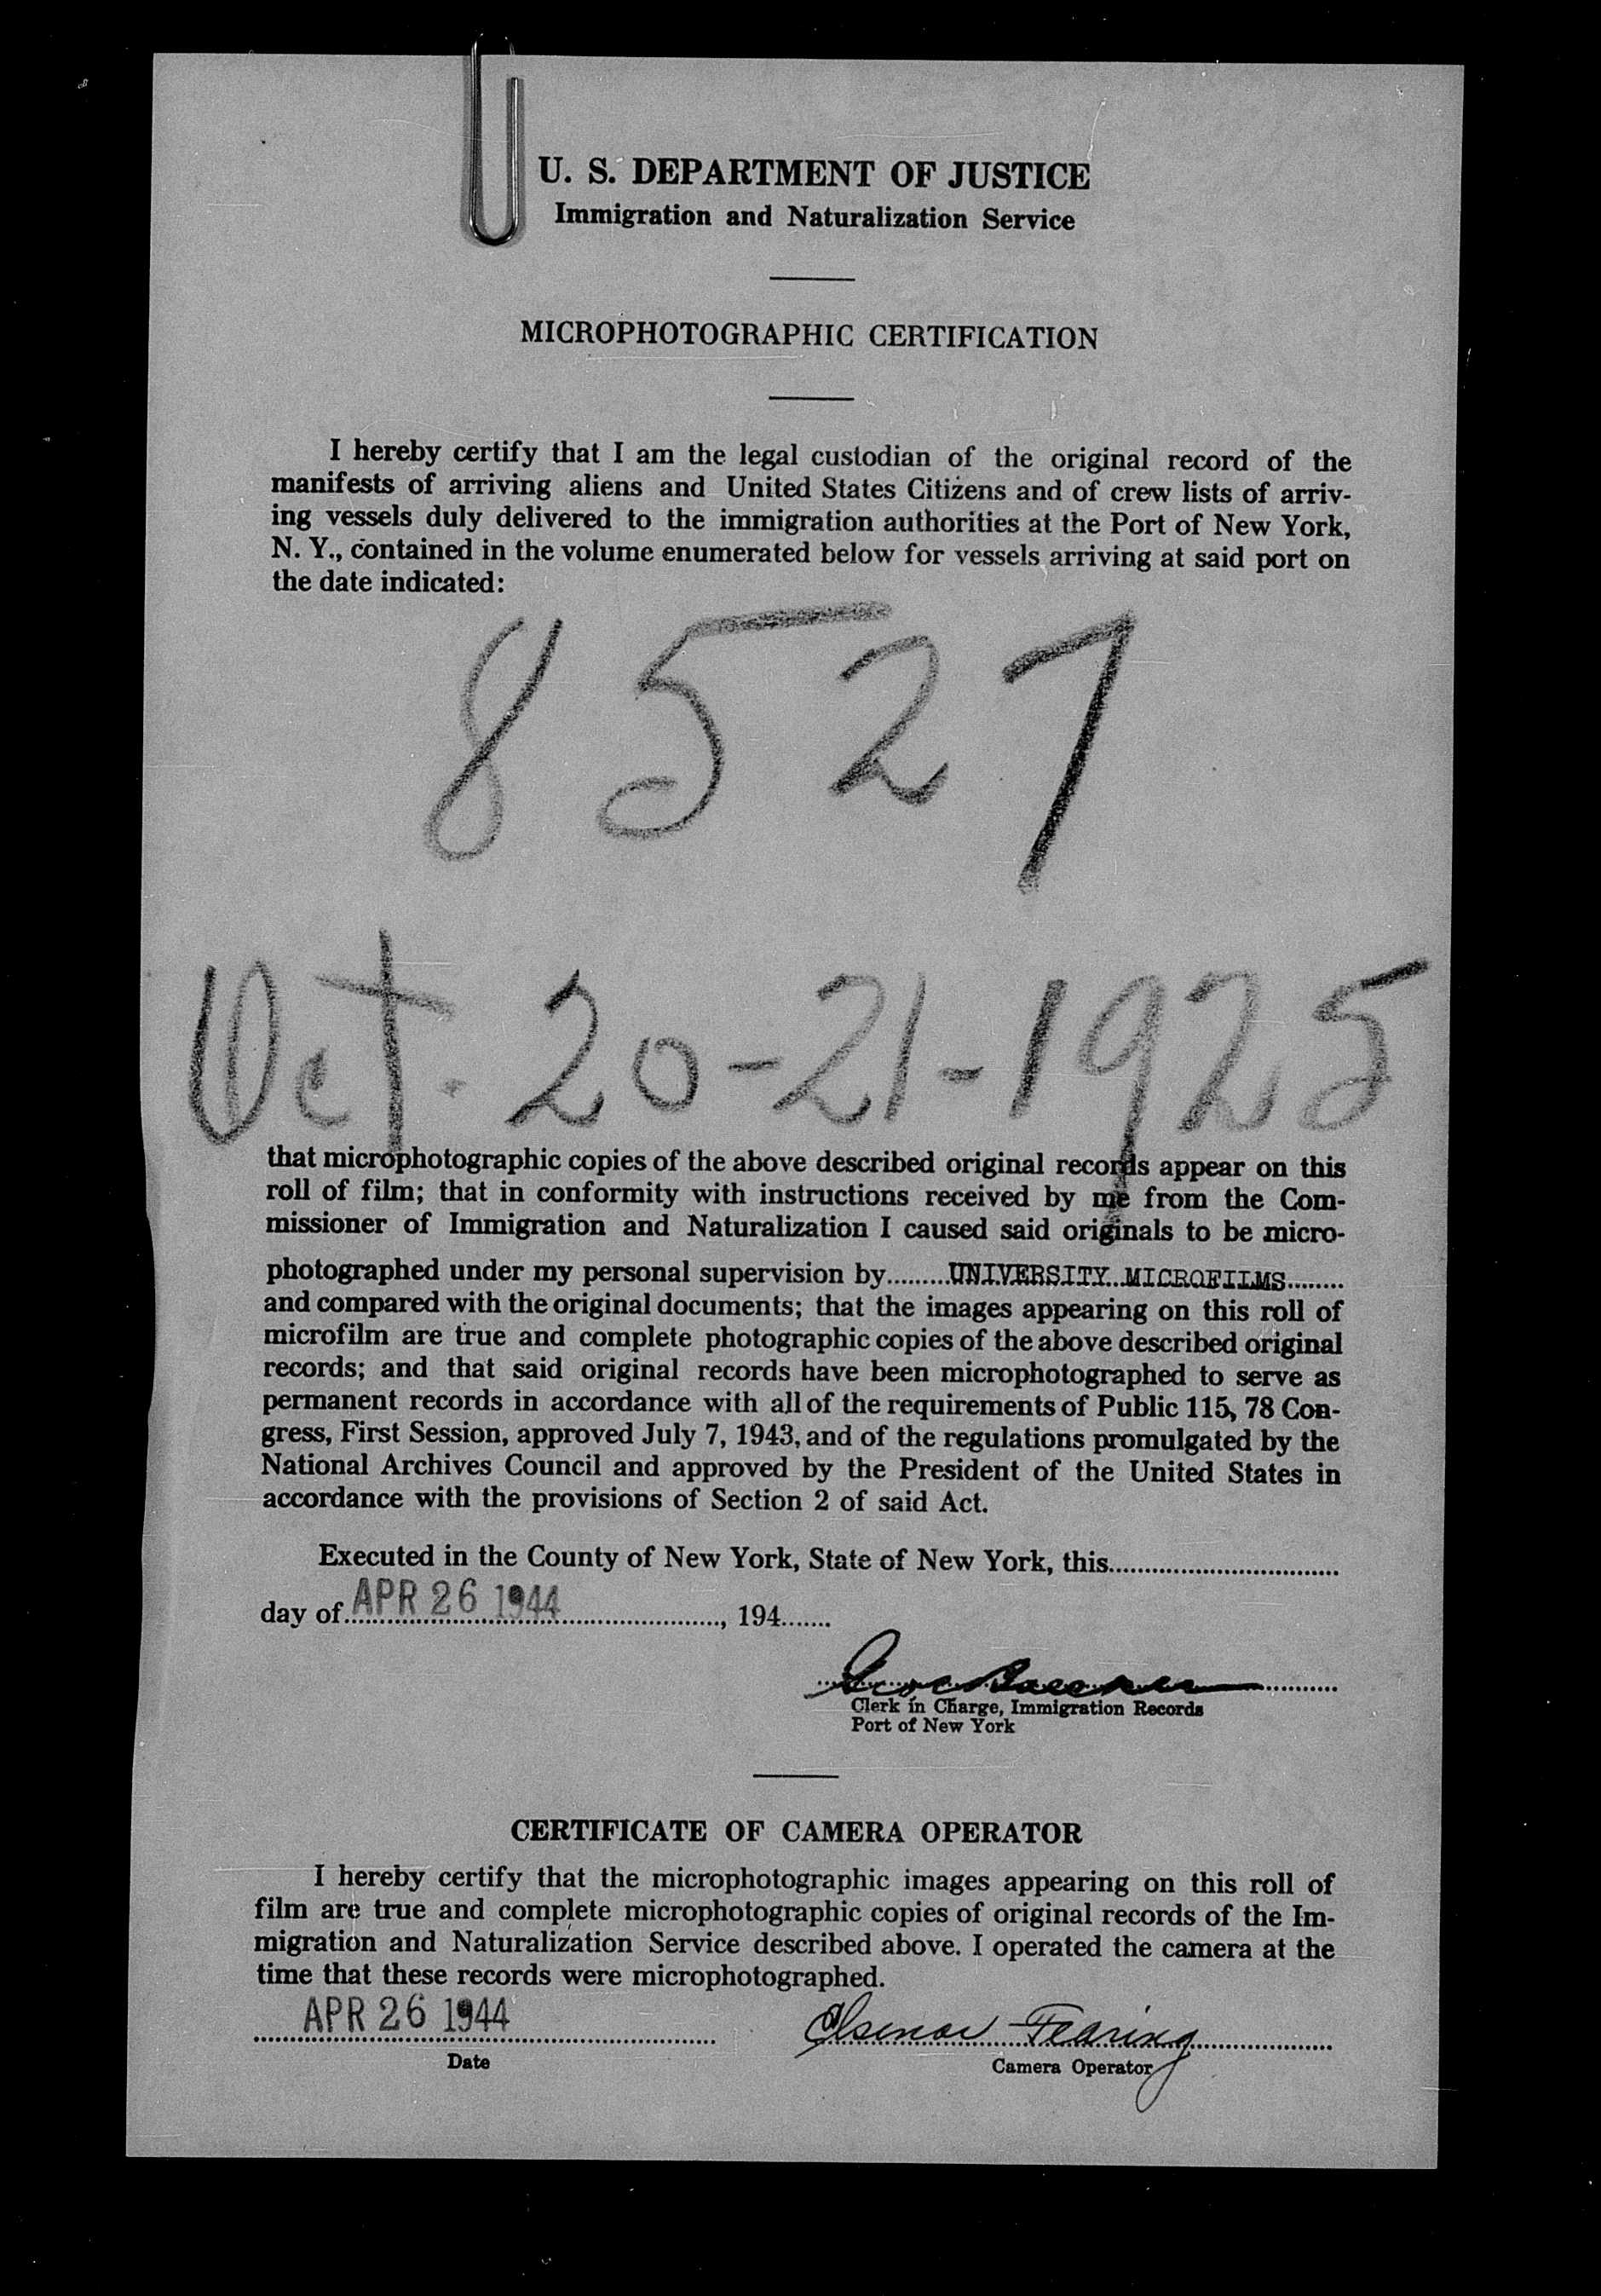 U. S. DEPARTMENT OF JUSTICE
Immigration and Naturalization Service
MICROPHOTOGRAPHIC CERTIFICATION
I hereby certify that I am the legal custodian of the original record of the
manifests of arriving aliens and United States Citizens and of crew lists of arriv-
ing vessels duly delivered to the immigration authorities at the Port of New York,
N. Y., contained in the volume enumerated below for vessels arriving at said port on
the date indicated:
8527
Oct. 20-21-1925
that microphotographic copies of the above described original records appear on this
roll of film; that in conformity with instructions received by me from the Com-
missioner of Immigration and Naturalization I caused said originals to be micro-
photographed under my personal supervision by.........UNIVERSITY MICROFILMS........
and compared with the original documents; that the images appearing on this roll of
microfilm are true and complete photographic copies of the above described original
records; and that said original records have been microphotographed to serve as
permanent records in accordance with all of the requirements of Public 115, 78 Con-
gress, First Session, approved July 7, 1943, and of the regulations promulgated by the
National Archives Council and approved by the President of the United States in
accordance with the provisions of Section 2 of said Act.
Executed in the County of New York, State of New York, this................................
day of APR 26 1944, 194.......
Clerk in Charge, Immigration Records
Port of New York
CERTIFICATE OF CAMERA OPERATOR
I hereby certify that the microphotographic images appearing on this roll of
film are true and complete microphotographic copies of original records of the Im-
migration and Naturalization Service described above. I operated the camera at the
time that these records were microphotographed.
APR 26 1944 Fearing
Date
Camera Operator